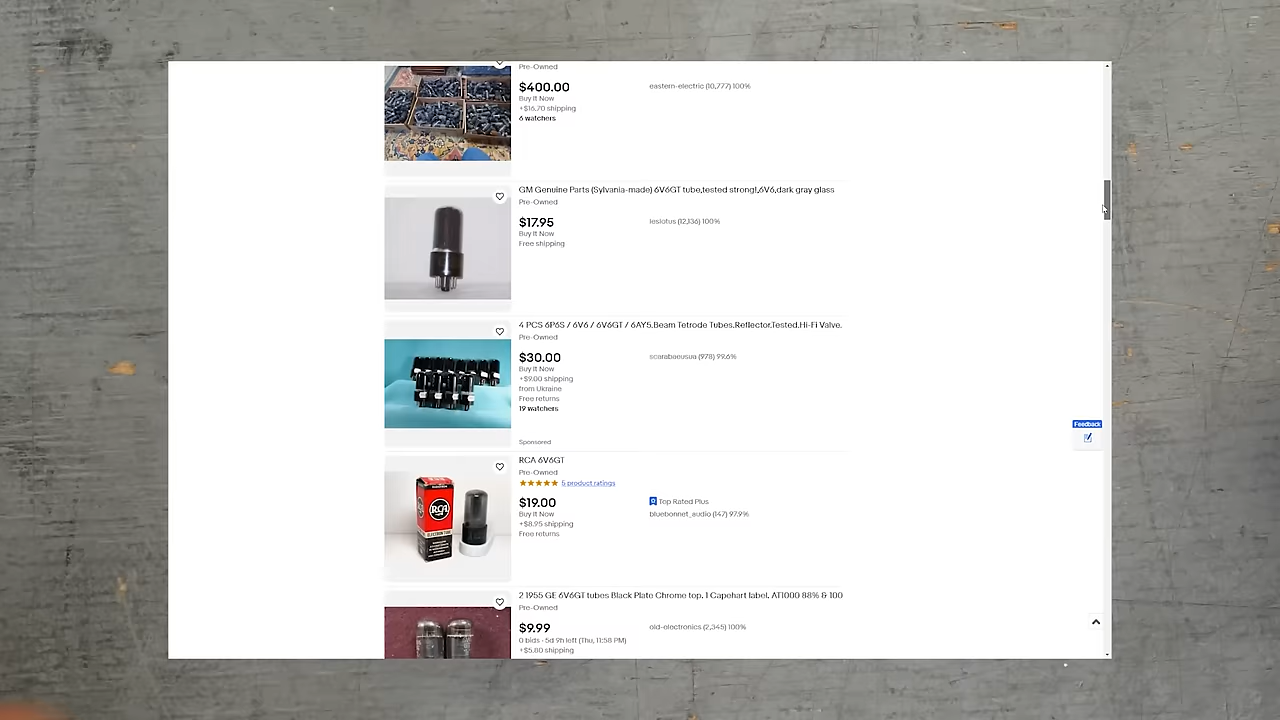 Pre-Owned
$400.00
eastern-electric (10,777) 100%
Buy It Now
+$16.70 shipping
6 watchers
GM Genuine Parts (Sylvania-made) 6V6GT tube,tested strong!,6V6,dark gray glass
Pre-Owned
$17.95
leslotus (12,136) 100%
Buy It Now
Free shipping
4 PCS 6P6S / 6V6 / 6V6GT / 6AY5.Beam Tetrode Tubes.Reflector.Tested.Hi-Fi Valve.
Pre-Owned
$30.00
scarabaeusua (978) 99.6%
Buy It Now
+$9.00 shipping
from Ukraine
Free returns
19 watchers
Feedback
Sponsored
RCA 6V6GT
Pre-Owned
5 product ratings
$19.00
Top Rated Plus
Buy It Now
bluebonnet_audio (147) 97.9%
+$8.95 shipping
Free returns
RCA
2 1955 GE 6V6GT tubes Black Plate Chrome top. 1 Capehart label. AT1000 88% & 100
Pre-Owned
$9.99
old-electronics (2,345) 100%
0 bids · 5d 9h left (Thu, 11:58 PM)
+$5.80 shipping